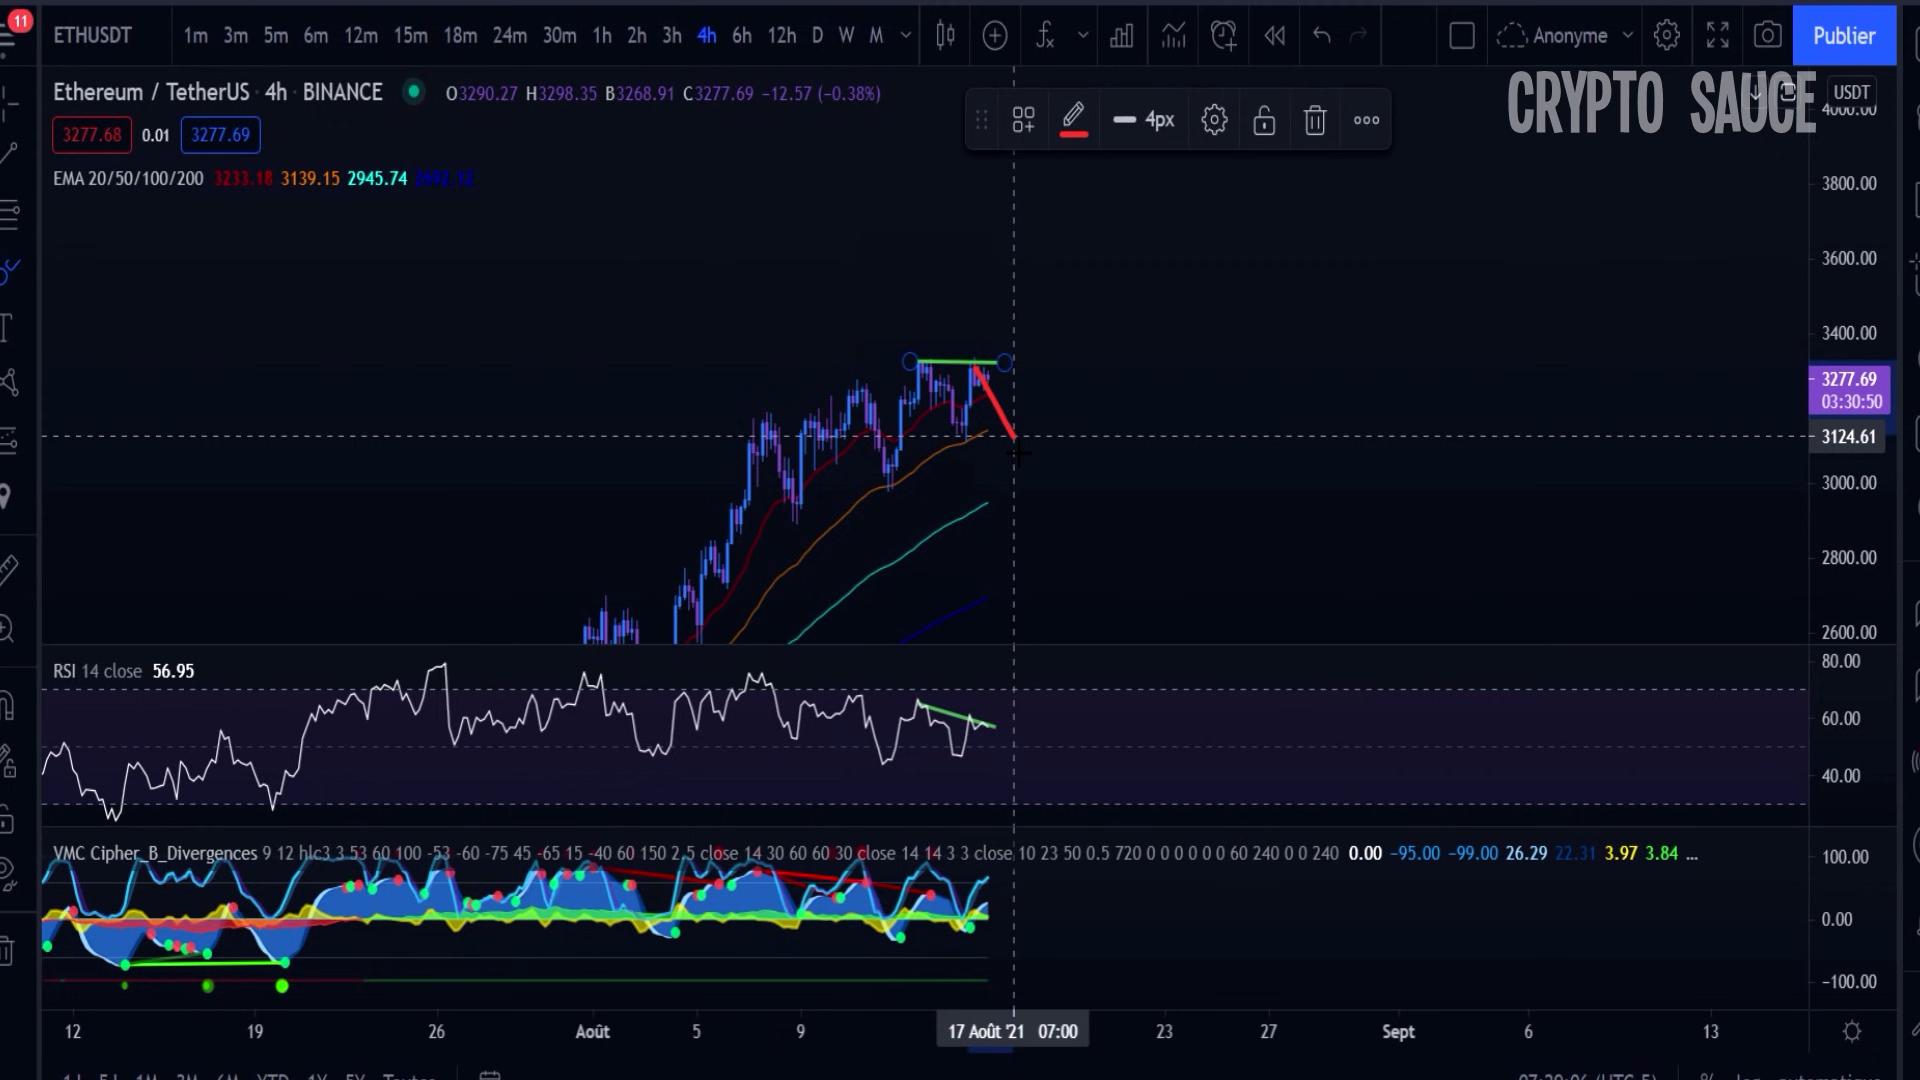 11
ETHUSDT 1m 3m 5m 6m 12m 15m 18m 24m 30m 1h 2h 3h 4h 6h 12h D W M Anonyme Publier
CRYPTO SAUCE
Ethereum / TetherUS 4h BINANCE O3290.27 H3298.35 B3268.91 C3277.69 −12.57 (−0.38%)
USDT
4px
3277.68 0.01 3277.69
EMA 20/50/100/200 3233.18 3139.15 2945.74
4000.00
3800.00
3600.00
3400.00
3277.69
03:30:50
3124.61
3000.00
2800.00
2600.00
RSI 14 close 56.95
80.00
60.00
40.00
VMC Cipher_B_Divergences 9 12 hlc3 3 53 60 100 -53 -60 -75 45 -65 15 -40 60 150 2.5 close 14 30 60 60 30 close 14 14 3 3 close 10 23 50 0.5 720 0 0 0 0 0 0 60 240 0 0 240 0.00 −95.00 −99.00 26.29 22.31 3.97 3.84 ...
100.00
0.00
−100.00
12 19 26 Août 5 9 17 Août '21 07:00 23 27 Sept 6 13